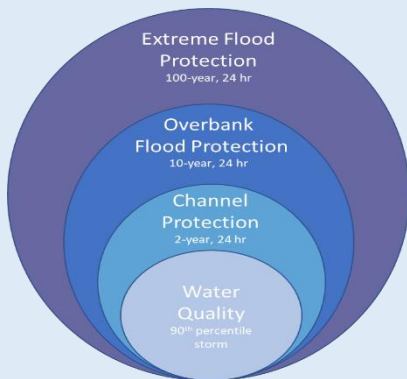 Extreme Flood
Protection
100-year, 24 hr
Overbank
Flood Protection
10-year, 24 hr
Channel
Protection
2-year, 24 hr
Water
Quality
90th percentile
storm